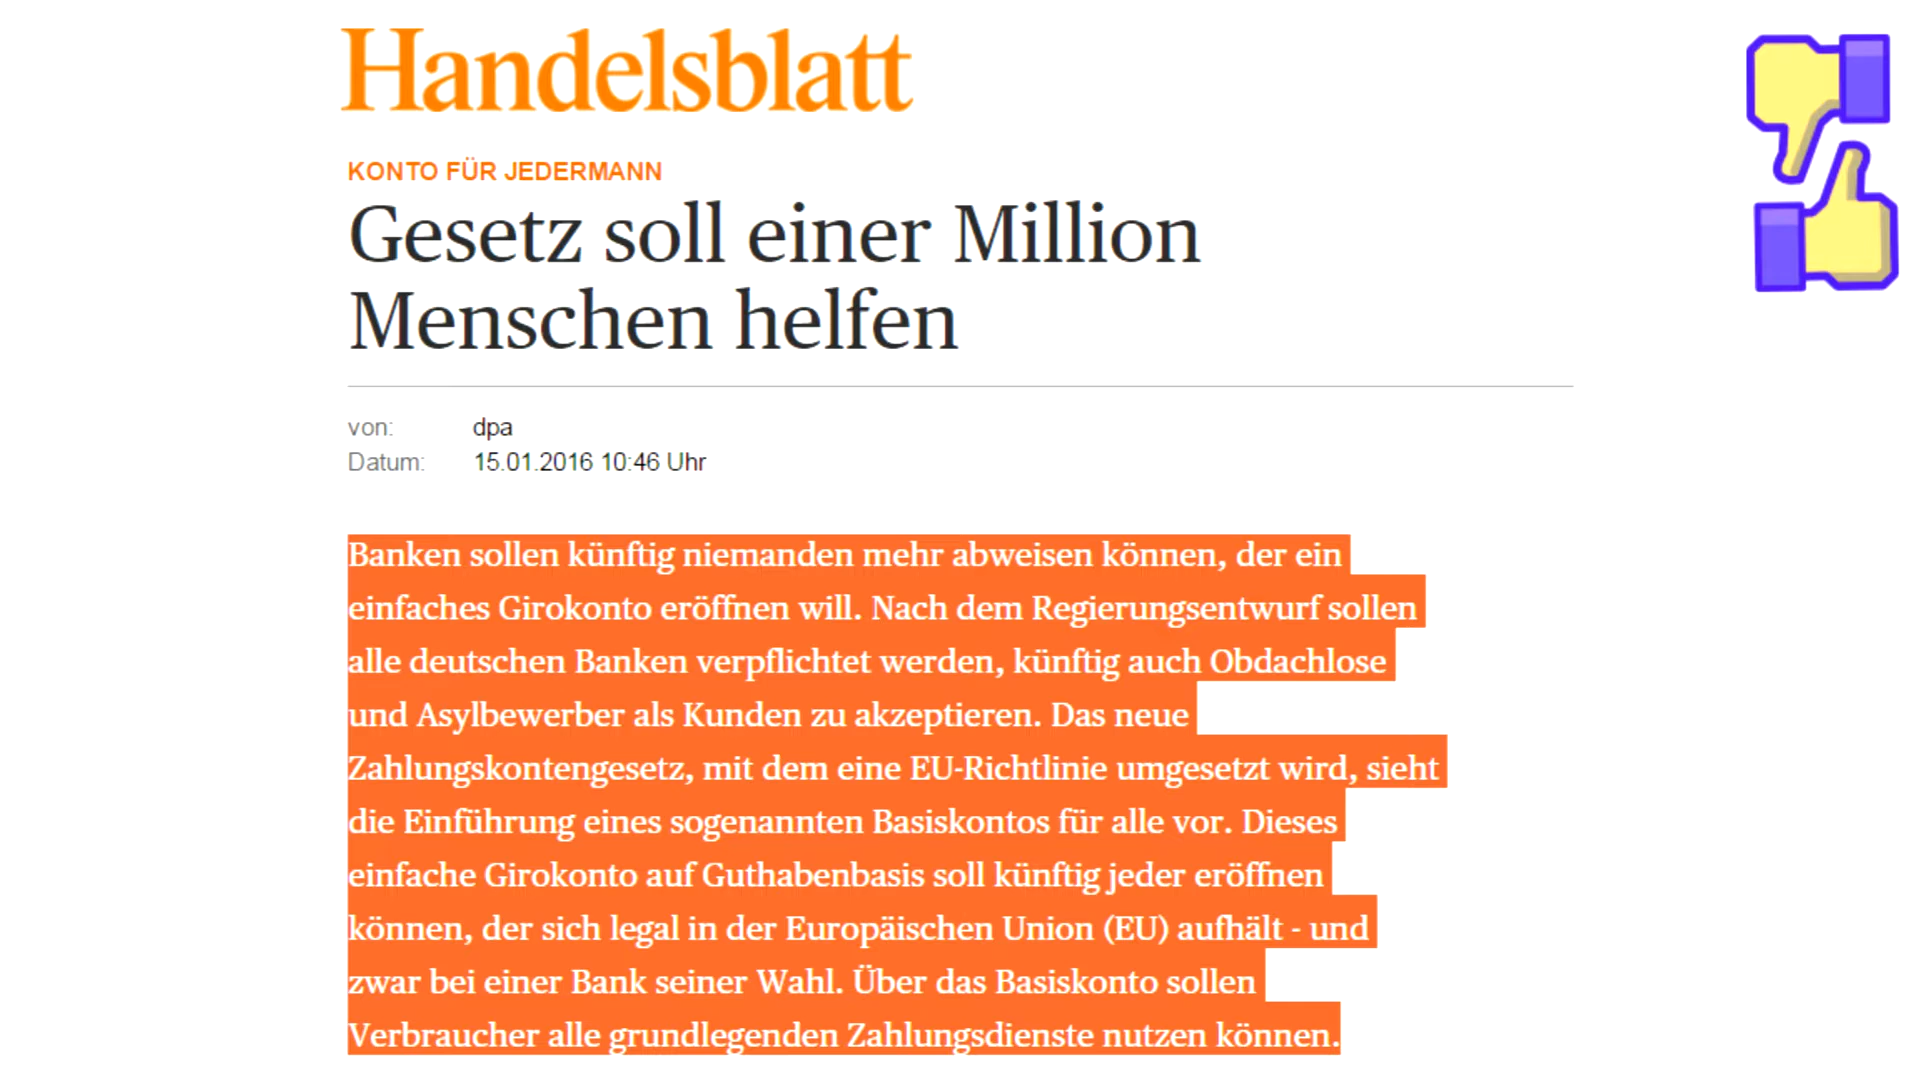 Handelsblatt
KONTO FÜR JEDERMANN
Gesetz soll einer Million
Menschen helfen
von: dpa
Datum: 15.01.2016 10:46 Uhr
Banken sollen künftig niemanden mehr abweisen können, der ein
einfaches Girokonto eröffnen will. Nach dem Regierungsentwurf sollen
alle deutschen Banken verpflichtet werden, künftig auch Obdachlose
und Asylbewerber als Kunden zu akzeptieren. Das neue
Zahlungskontengesetz, mit dem eine EU-Richtlinie umgesetzt wird, sieht
die Einführung eines sogenannten Basiskontos für alle vor. Dieses
einfache Girokonto auf Guthabenbasis soll künftig jeder eröffnen
können, der sich legal in der Europäischen Union (EU) aufhält - und
zwar bei einer Bank seiner Wahl. Über das Basiskonto sollen
Verbraucher alle grundlegenden Zahlungsdienste nutzen können.